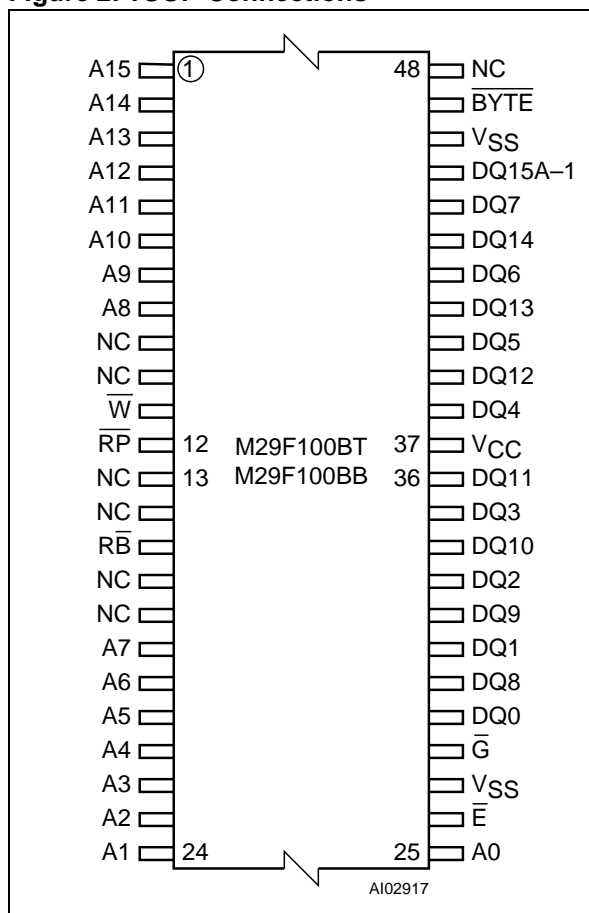 Figure 2. TSOP Connections
A15 1 48 NC
A14 B̅Y̅T̅E̅
A13 VSS
A12 DQ15A–1
A11 DQ7
A10 DQ14
A9 DQ6
A8 DQ13
NC DQ5
NC DQ12
W̅ DQ4
R̅P̅ 12 M29F100BT 37 VCC
NC 13 M29F100BB 36 DQ11
NC DQ3
RB̅ DQ10
NC DQ2
NC DQ9
A7 DQ1
A6 DQ8
A5 DQ0
A4 G̅
A3 VSS
A2 E̅
A1 24 25 A0
AI02917